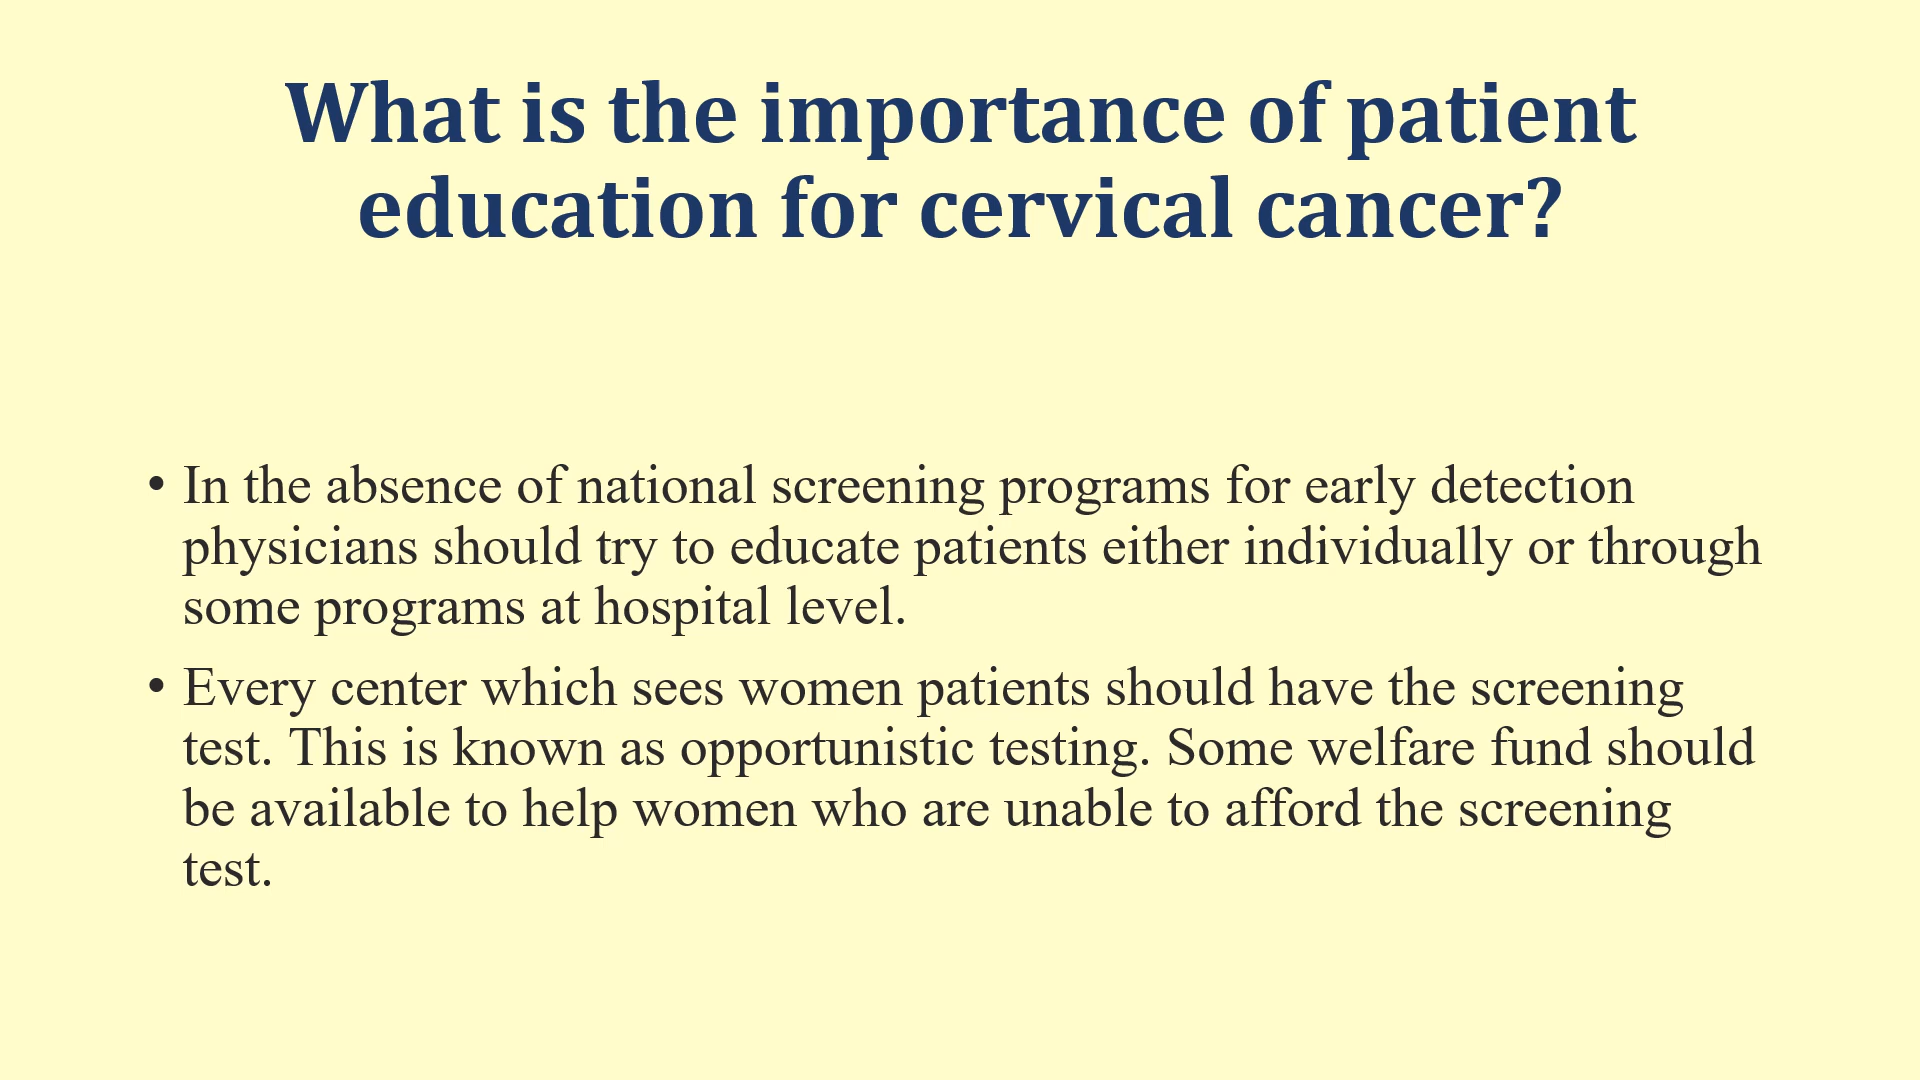 What is the importance of patient
education for cervical cancer?
• In the absence of national screening programs for early detection
physicians should try to educate patients either individually or through
some programs at hospital level.
• Every center which sees women patients should have the screening
test. This is known as opportunistic testing. Some welfare fund should
be available to help women who are unable to afford the screening
test.